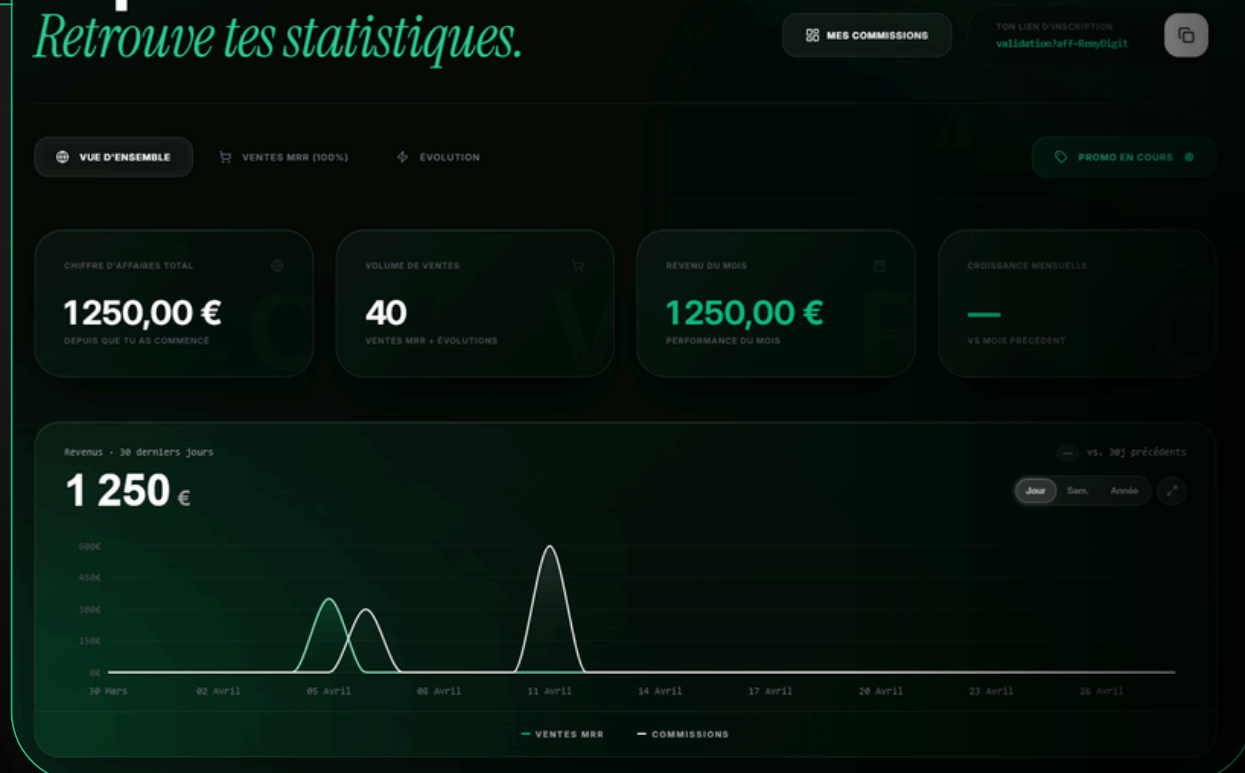 Retrouve tes statistiques.
MES COMMISSIONS
TON LIEN D'INSCRIPTION
validation?aff=RemyDigit
VUE D'ENSEMBLE
VENTES MRR (100%)
ÉVOLUTION
PROMO EN COURS
CHIFFRE D'AFFAIRES TOTAL
1 250,00 €
DEPUIS QUE TU AS COMMENCÉ
VOLUME DE VENTES
40
VENTES MRR + ÉVOLUTIONS
REVENU DU MOIS
1 250,00 €
PERFORMANCE DU MOIS
CROISSANCE MENSUELLE
—
VS MOIS PRÉCÉDENT
Revenus · 30 derniers jours
1 250 €
— vs. 30j précédents
Jour Sem. Année
600€
450€
300€
150€
0€
30 Mars 02 Avril 05 Avril 08 Avril 11 Avril 14 Avril 17 Avril 20 Avril 23 Avril 26 Avril
VENTES MRR COMMISSIONS